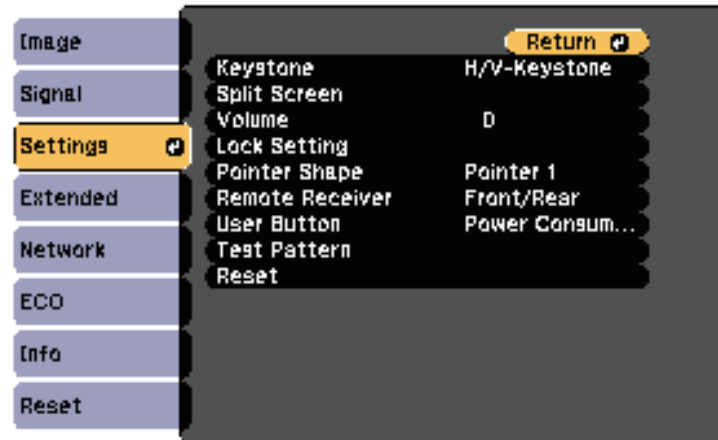 Image
Signal
Settings
Extended
Network
ECO
Info
Reset
Return
Keystone H/V-Keystone
Split Screen
Volume 0
Lock Setting
Pointer Shape Pointer 1
Remote Receiver Front/Rear
User Button Power Consum...
Test Pattern
Reset